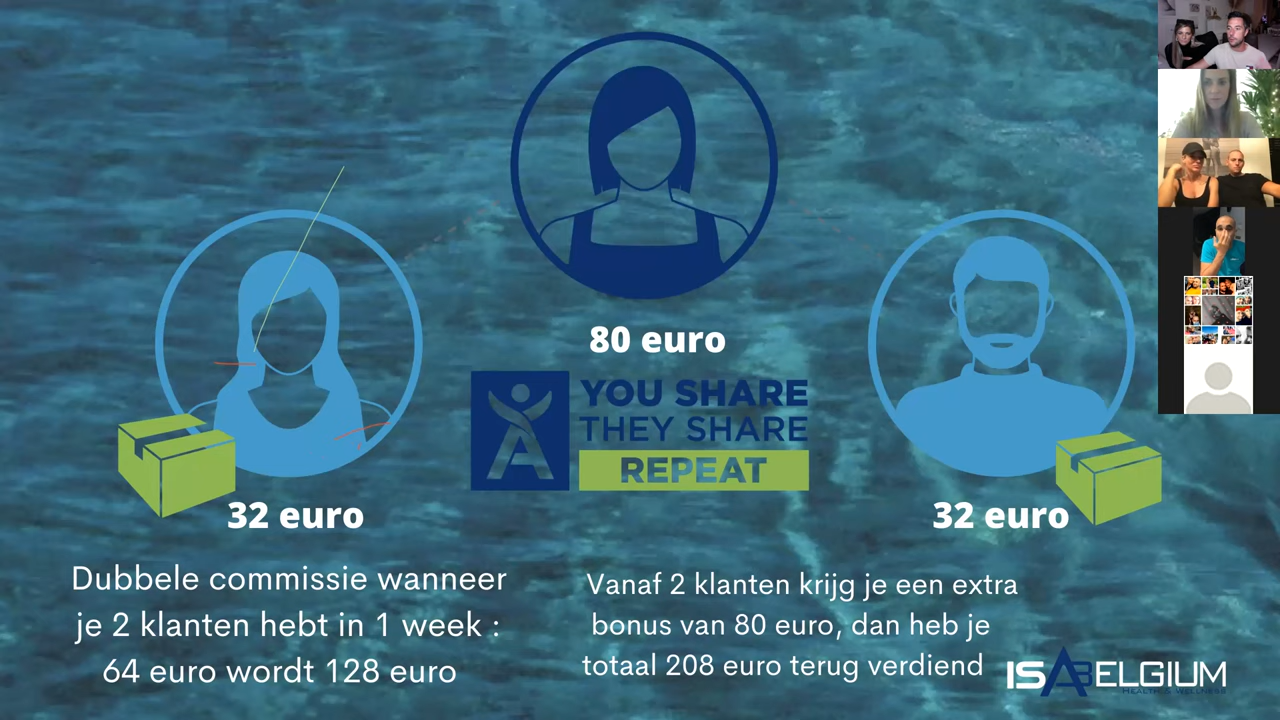 80 euro
YOU SHARE
THEY SHARE
REPEAT
32 euro
32 euro
Dubbele commissie wanneer
je 2 klanten hebt in 1 week :
64 euro wordt 128 euro
Vanaf 2 klanten krijg je een extra
bonus van 80 euro, dan heb je
totaal 208 euro terug verdiend
ISABELGIUM
HEALTH & WELLNESS